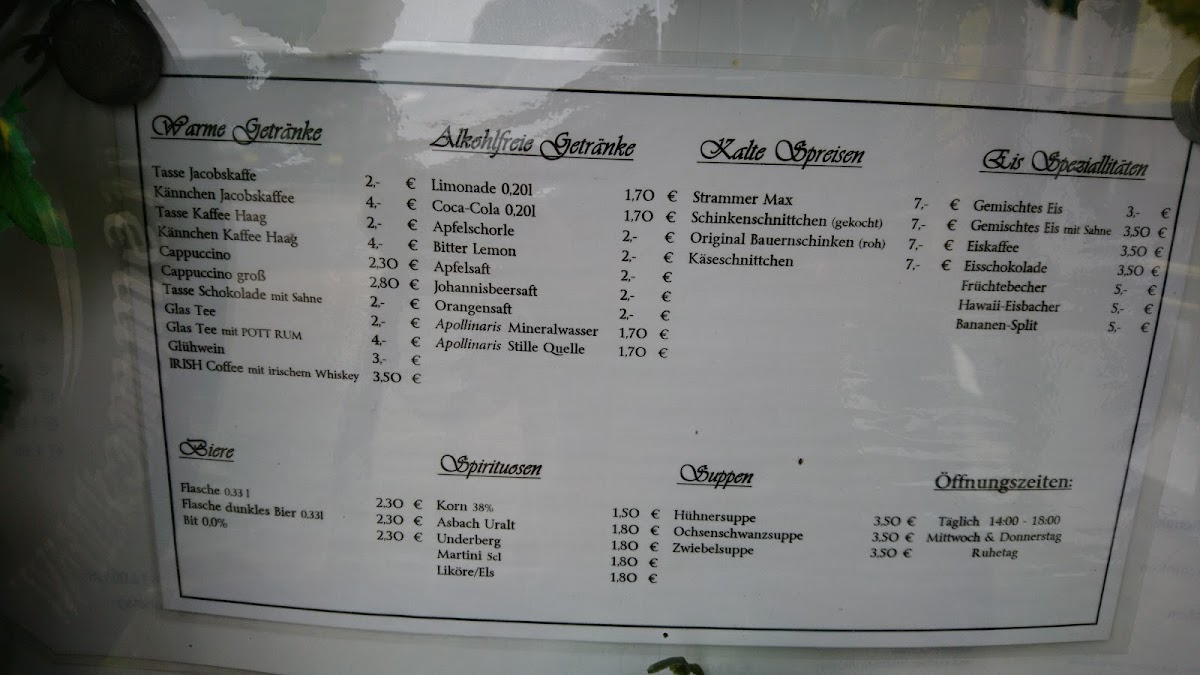 Warme Getränke
Tasse Jacobskaffe 2,- €
Kännchen Jacobskaffee 4,- €
Tasse Kaffee Haag 2,- €
Kännchen Kaffee Haag 4,- €
Cappuccino 2,30 €
Cappucino groß 2,80 €
Tasse Schokolade mit Sahne 2,- €
Glas Tee 2,- €
Glas Tee mit POTT RUM 4,- €
Glühwein 3,- €
IRISH Coffee mit irischem Whiskey 3,50 €
Alkohlfreie Getränke
Limonade 0,20l 1,70 €
Coca-Cola 0,20l 1,70 €
Apfelschorle 2,- €
Bitter Lemon 2,- €
Apfelsaft 2,- €
Johannisbeersaft 2,- €
Orangensaft 2,- €
Apollinaris Mineralwasser 1,70 €
Apollinaris Stille Quelle 1,70 €
Kalte Spreisen
Strammer Max 7,- €
Schinkenschnittchen (gekocht) 7,- €
Original Bauernschinken (roh) 7,- €
Käseschnittchen 7,- €
Eis Speziallitäten
Gemischtes Eis 3,- €
Gemischtes Eis mit Sahne 3,50 €
Eiskaffee 3,50 €
Eisschokolade 3,50 €
Früchtebecher 5,- €
Hawaii-Eisbacher 5,- €
Bananen-Split 5,- €
Biere
Flasche 0.33 l 2,30 €
Flasche dunkles Bier 0.33l 2,30 €
Bit 0,0% 2,30 €
Spirituosen
Korn 38% 1,50 €
Asbach Uralt 1,80 €
Underberg 1,80 €
Martini 5cl 1,80 €
Liköre/Els 1,80 €
Suppen
Hühnersuppe 3,50 €
Ochsenschwanzsuppe 3,50 €
Zwiebelsuppe 3,50 €
Öffnungszeiten:
Täglich 14:00 - 18:00
Mittwoch & Donnerstag
Ruhetag